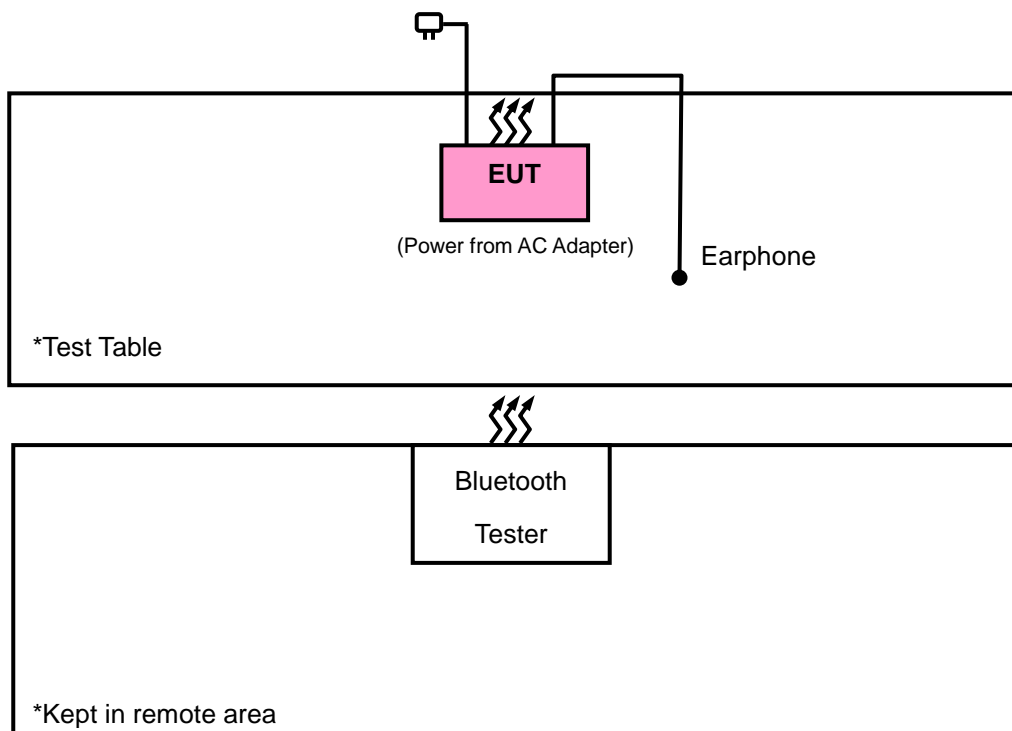 EUT
(Power from AC Adapter)
Earphone
*Test Table
Bluetooth
Tester
*Kept in remote area